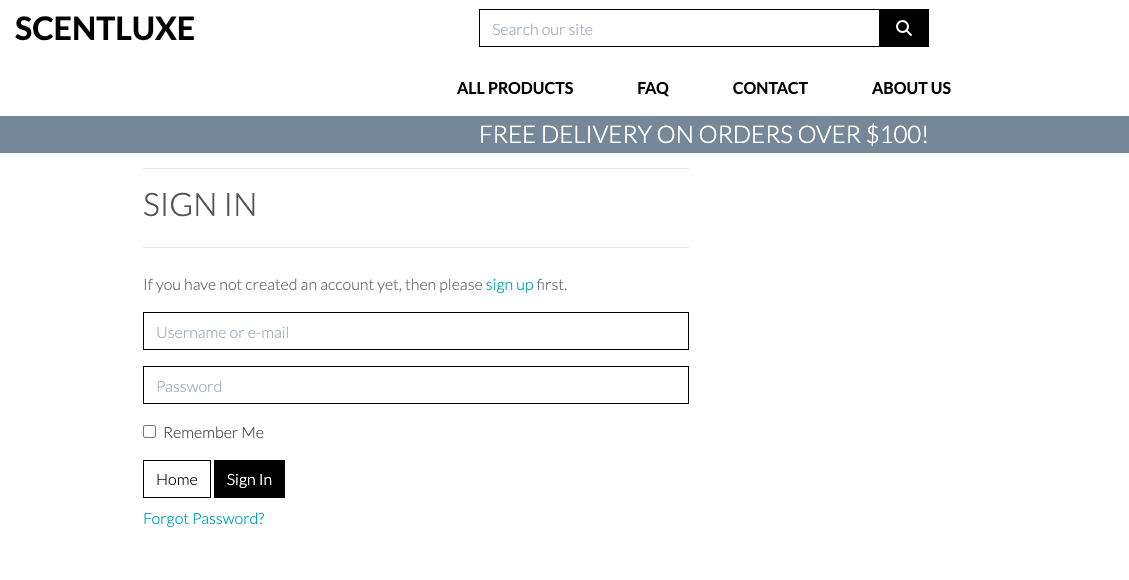 SCENTLUXE
Search our site
ALL PRODUCTS FAQ CONTACT ABOUT US
FREE DELIVERY ON ORDERS OVER $100!
SIGN IN
If you have not created an account yet, then please sign up first.
Username or e-mail
Password
Remember Me
Home Sign In
Forgot Password?